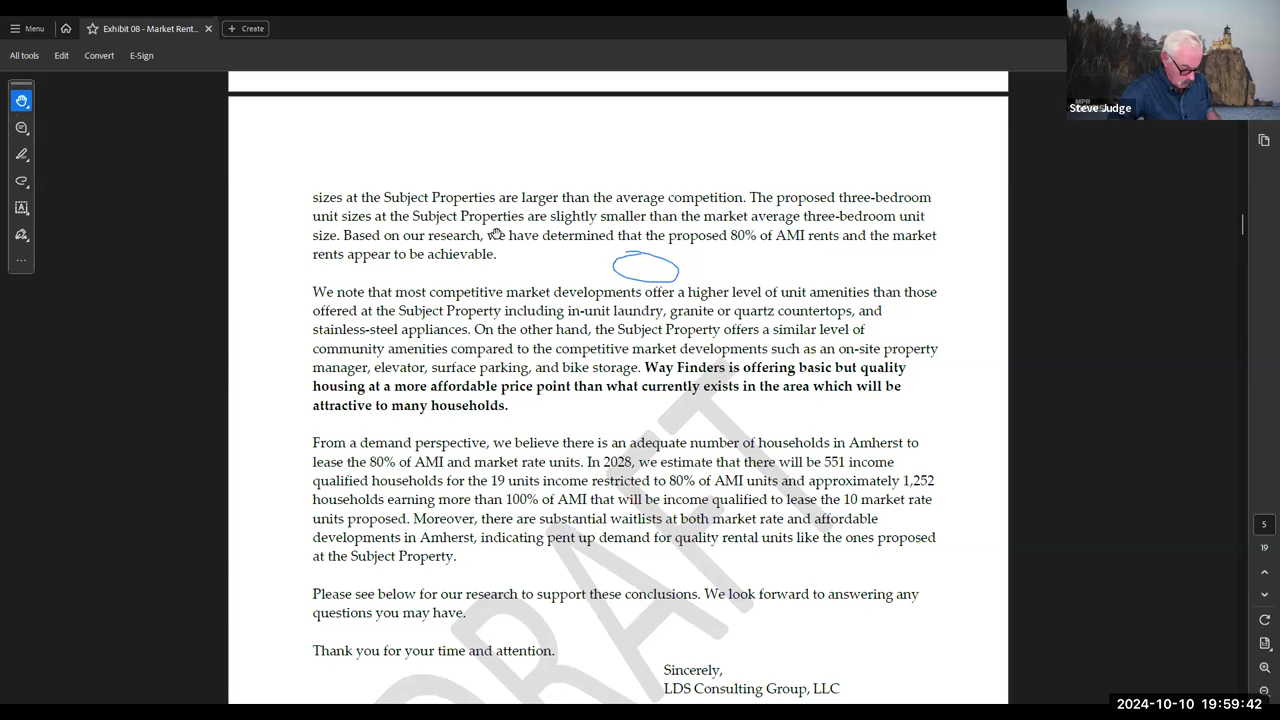 Menu
Exhibit 08 - Market Rent...
Create
All tools
Edit
Convert
E-Sign
MPR
Steve Judge
sizes at the Subject Properties are larger than the average competition. The proposed three-bedroom
unit sizes at the Subject Properties are slightly smaller than the market average three-bedroom unit
size. Based on our research, we have determined that the proposed 80% of AMI rents and the market
rents appear to be achievable.
We note that most competitive market developments offer a higher level of unit amenities than those
offered at the Subject Property including in-unit laundry, granite or quartz countertops, and
stainless-steel appliances. On the other hand, the Subject Property offers a similar level of
community amenities compared to the competitive market developments such as an on-site property
manager, elevator, surface parking, and bike storage. Way Finders is offering basic but quality
housing at a more affordable price point than what currently exists in the area which will be
attractive to many households.
From a demand perspective, we believe there is an adequate number of households in Amherst to
lease the 80% of AMI and market rate units. In 2028, we estimate that there will be 551 income
qualified households for the 19 units income restricted to 80% of AMI units and approximately 1,252
households earning more than 100% of AMI that will be income qualified to lease the 10 market rate
units proposed. Moreover, there are substantial waitlists at both market rate and affordable
developments in Amherst, indicating pent up demand for quality rental units like the ones proposed
at the Subject Property.
Please see below for our research to support these conclusions. We look forward to answering any
questions you may have.
Thank you for your time and attention.
Sincerely,
LDS Consulting Group, LLC
DRAFT
5
19
2024-10-10 19:59:42